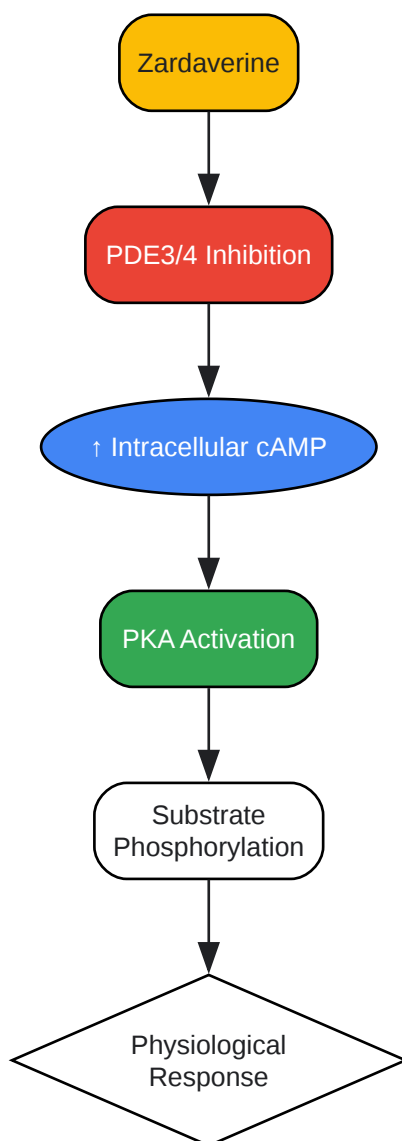 Zardaverine
PDE3/4 Inhibition
↑ Intracellular cAMP
PKA Activation
Substrate
Phosphorylation
Physiological
Response